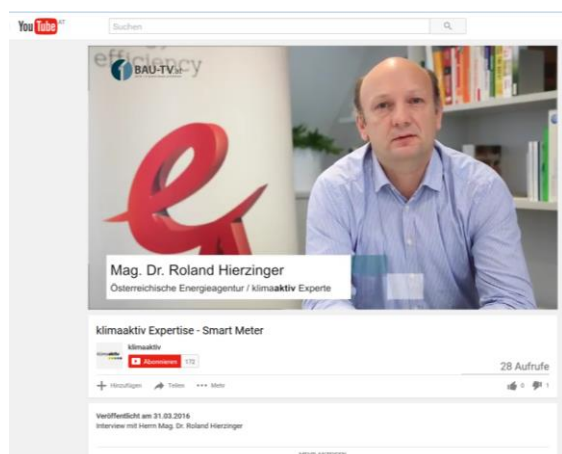 You Tube AT
Suchen
efficiency
BAU-TV.at
Mag. Dr. Roland Hierzinger
Österreichische Energieagentur / klimaaktiv Experte
klimaaktiv Expertise - Smart Meter
klimaaktiv
klimaaktiv
Abonnieren 172
28 Aufrufe
Hinzufügen Teilen Mehr
0 1
Veröffentlicht am 31.03.2016
Interview mit Herrn Mag. Dr. Roland Hierzinger